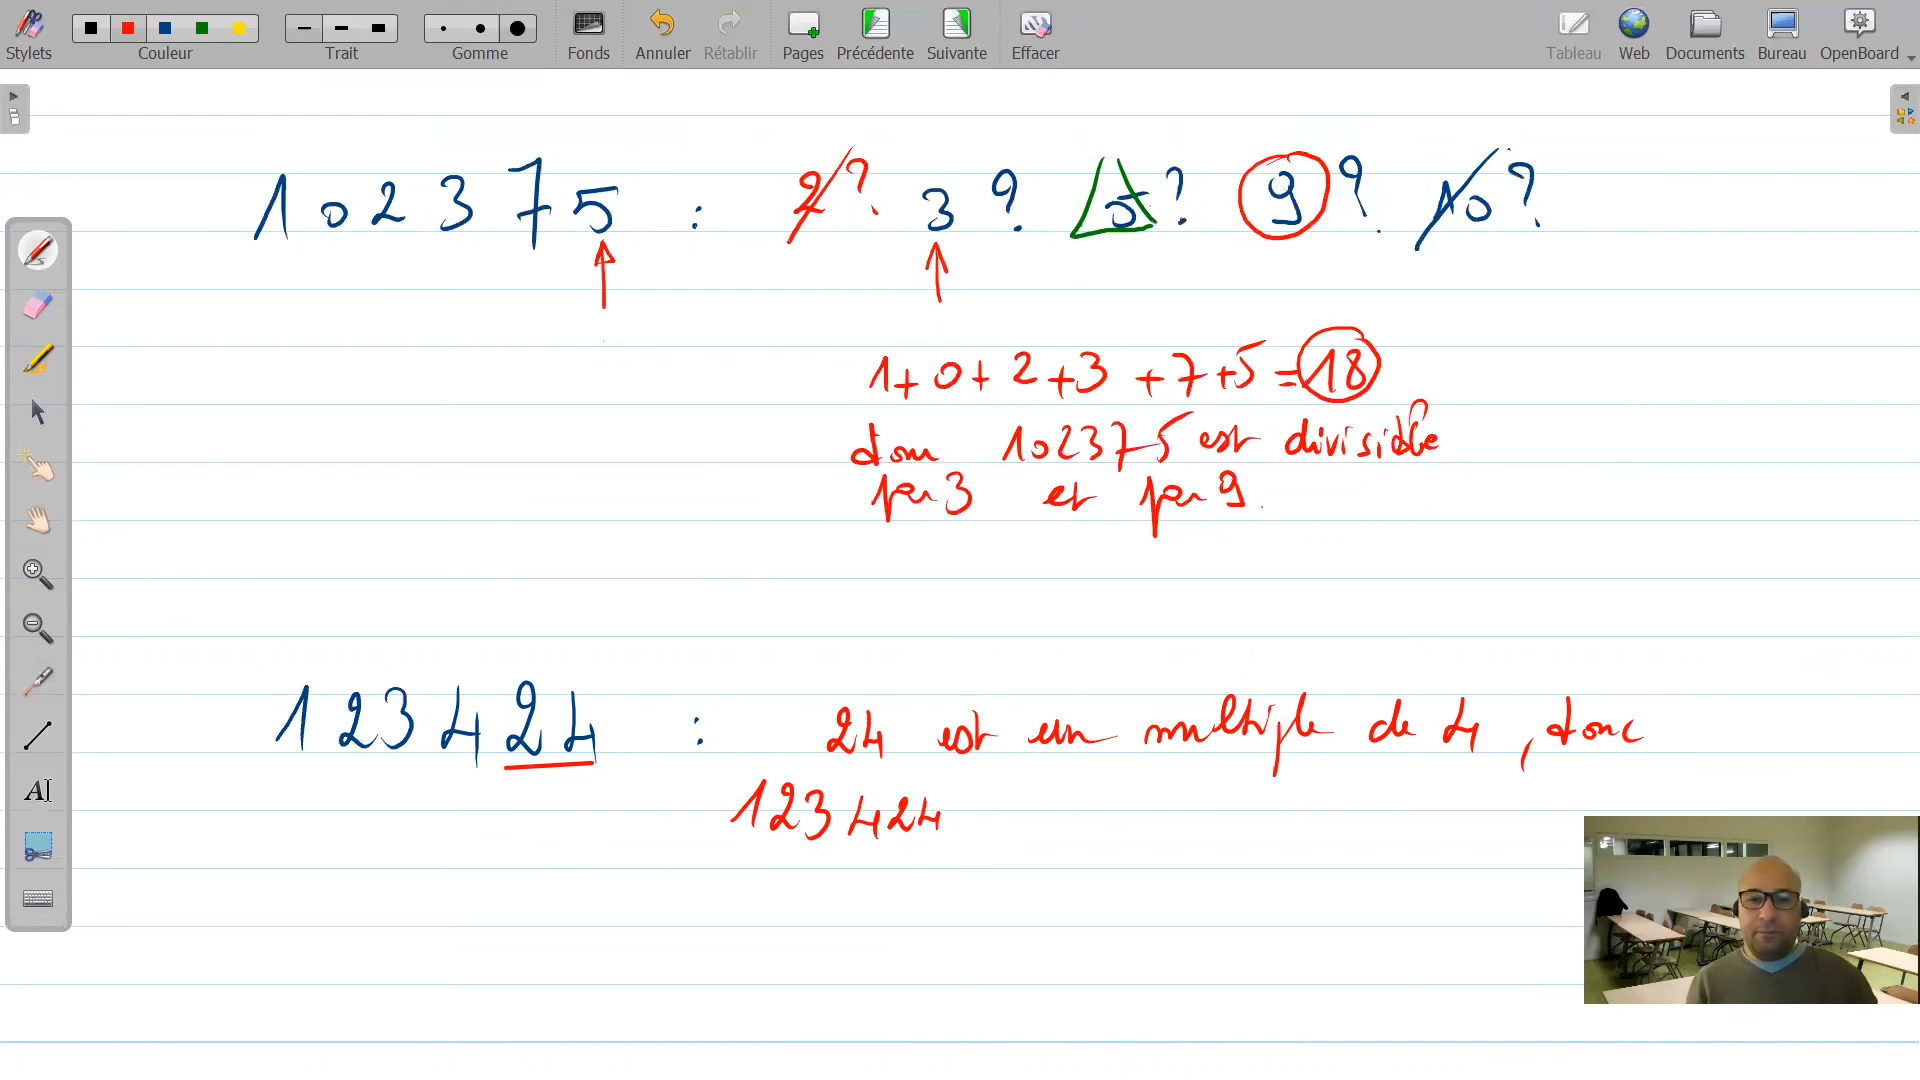 Stylets Couleur Trait Gomme Fonds Annuler Rétablir Pages Précédente Suivante Effacer Tableau Web Documents Bureau OpenBoard
102375 : 2? 3? 5? 9? 10?
1+0+2+3+7+5=18
donc 102375 est divisible
par 3 et par 9.
123424 : 24 est un multiple de 4, donc
123424